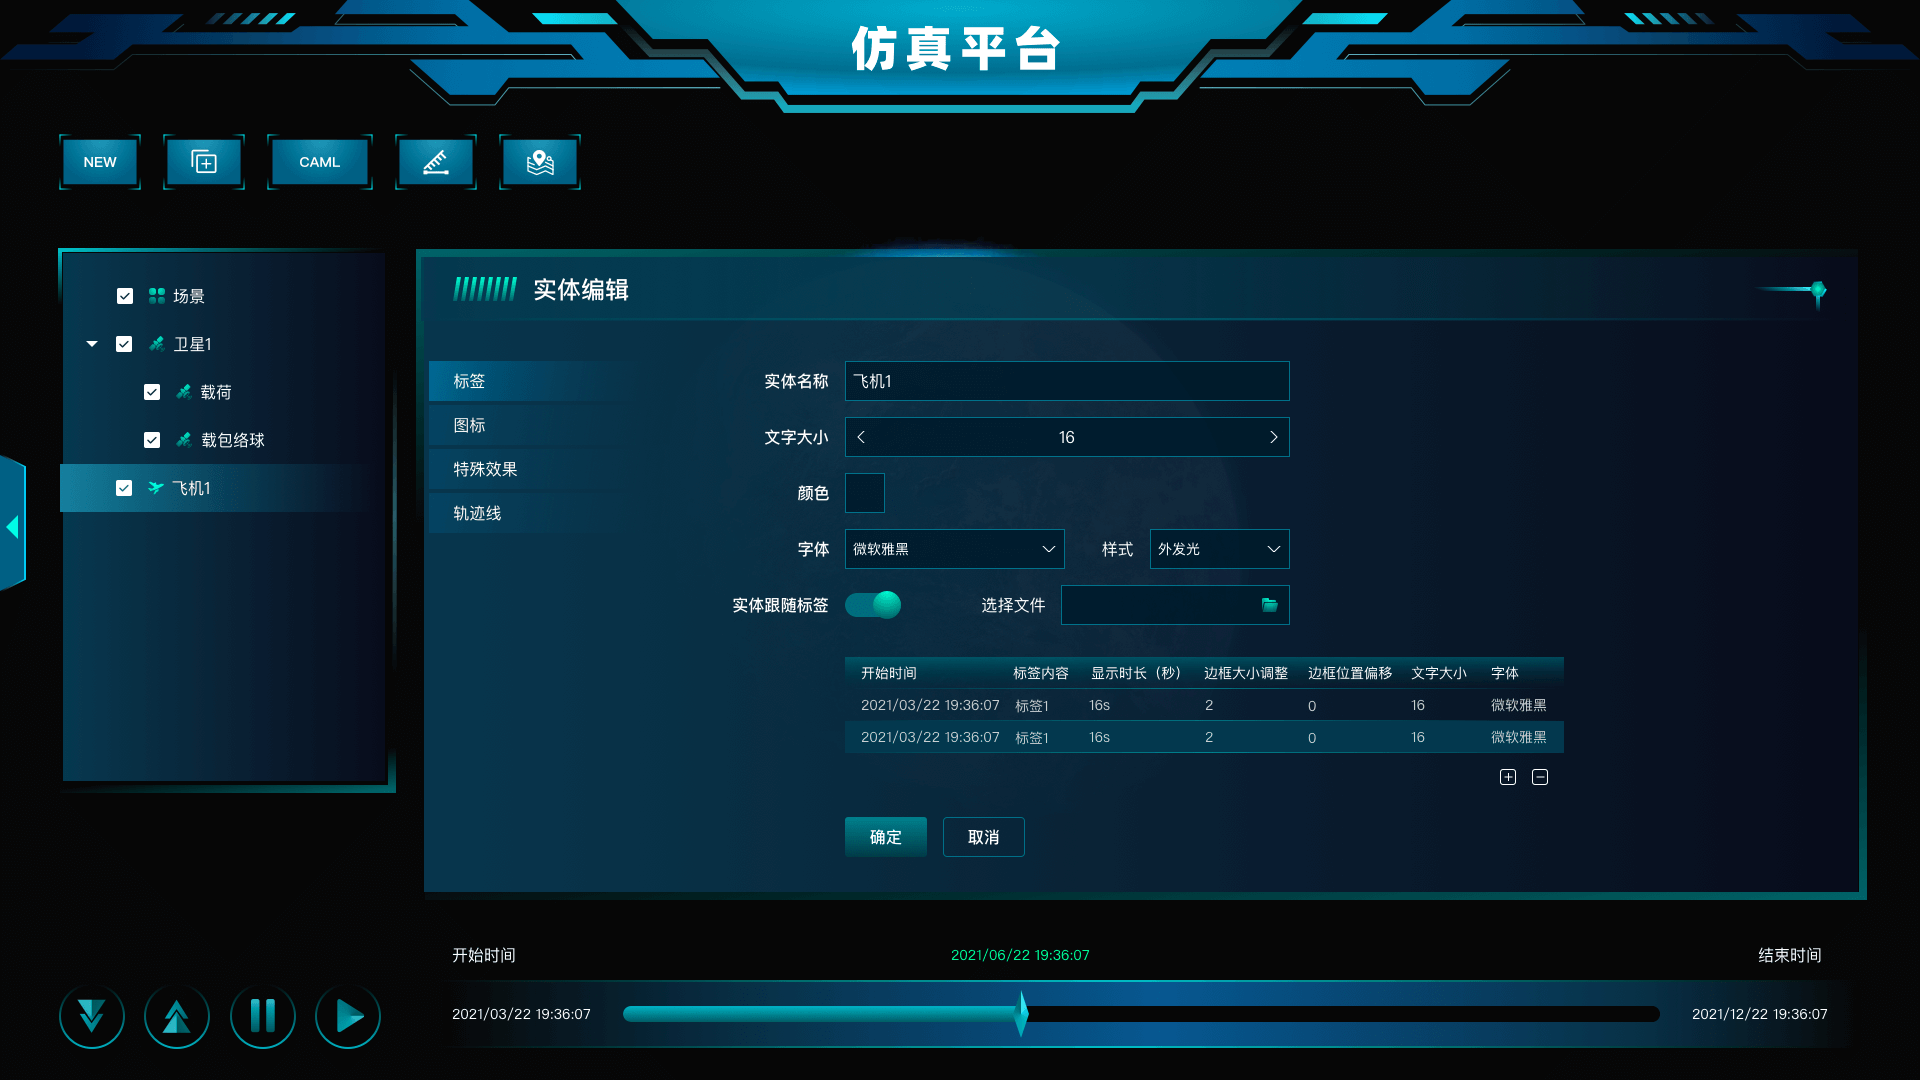 仿真平台
NEW
CAML
场景
卫星1
载荷
载包络球
飞机1
实体编辑
标签
图标
特殊效果
轨迹线
实体名称 飞机1
文字大小 16
颜色
字体 微软雅黑 样式 外发光
实体跟随标签 选择文件
开始时间 标签内容 显示时长（秒） 边框大小调整 边框位置偏移 文字大小 字体
2021/03/22 19:36:07 标签1 16s 2 0 16 微软雅黑
2021/03/22 19:36:07 标签1 16s 2 0 16 微软雅黑
确定 取消
开始时间 2021/06/22 19:36:07 结束时间
2021/03/22 19:36:07 2021/12/22 19:36:07